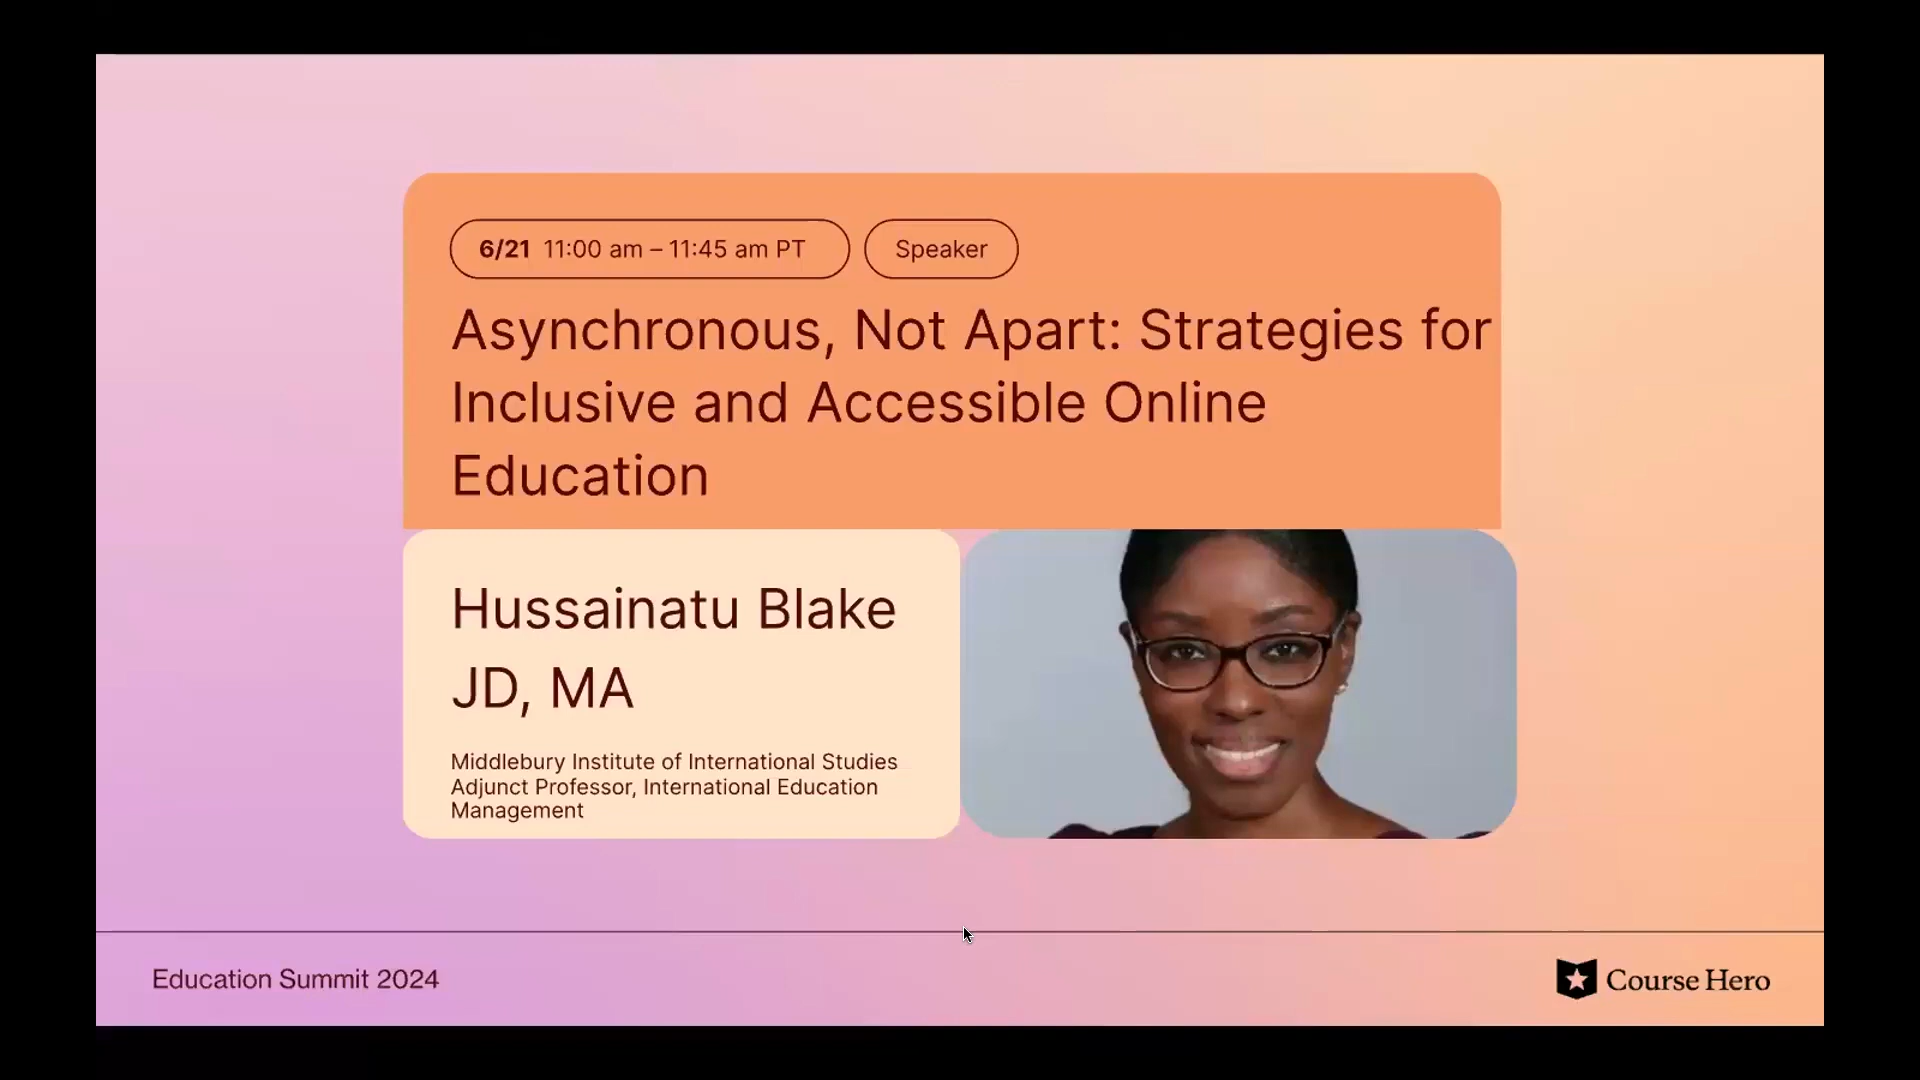 6/21 11:00 am – 11:45 am PT
Speaker
Asynchronous, Not Apart: Strategies for
Inclusive and Accessible Online
Education
Hussainatu Blake
JD, MA
Middlebury Institute of International Studies
Adjunct Professor, International Education
Management
Education Summit 2024
Course Hero